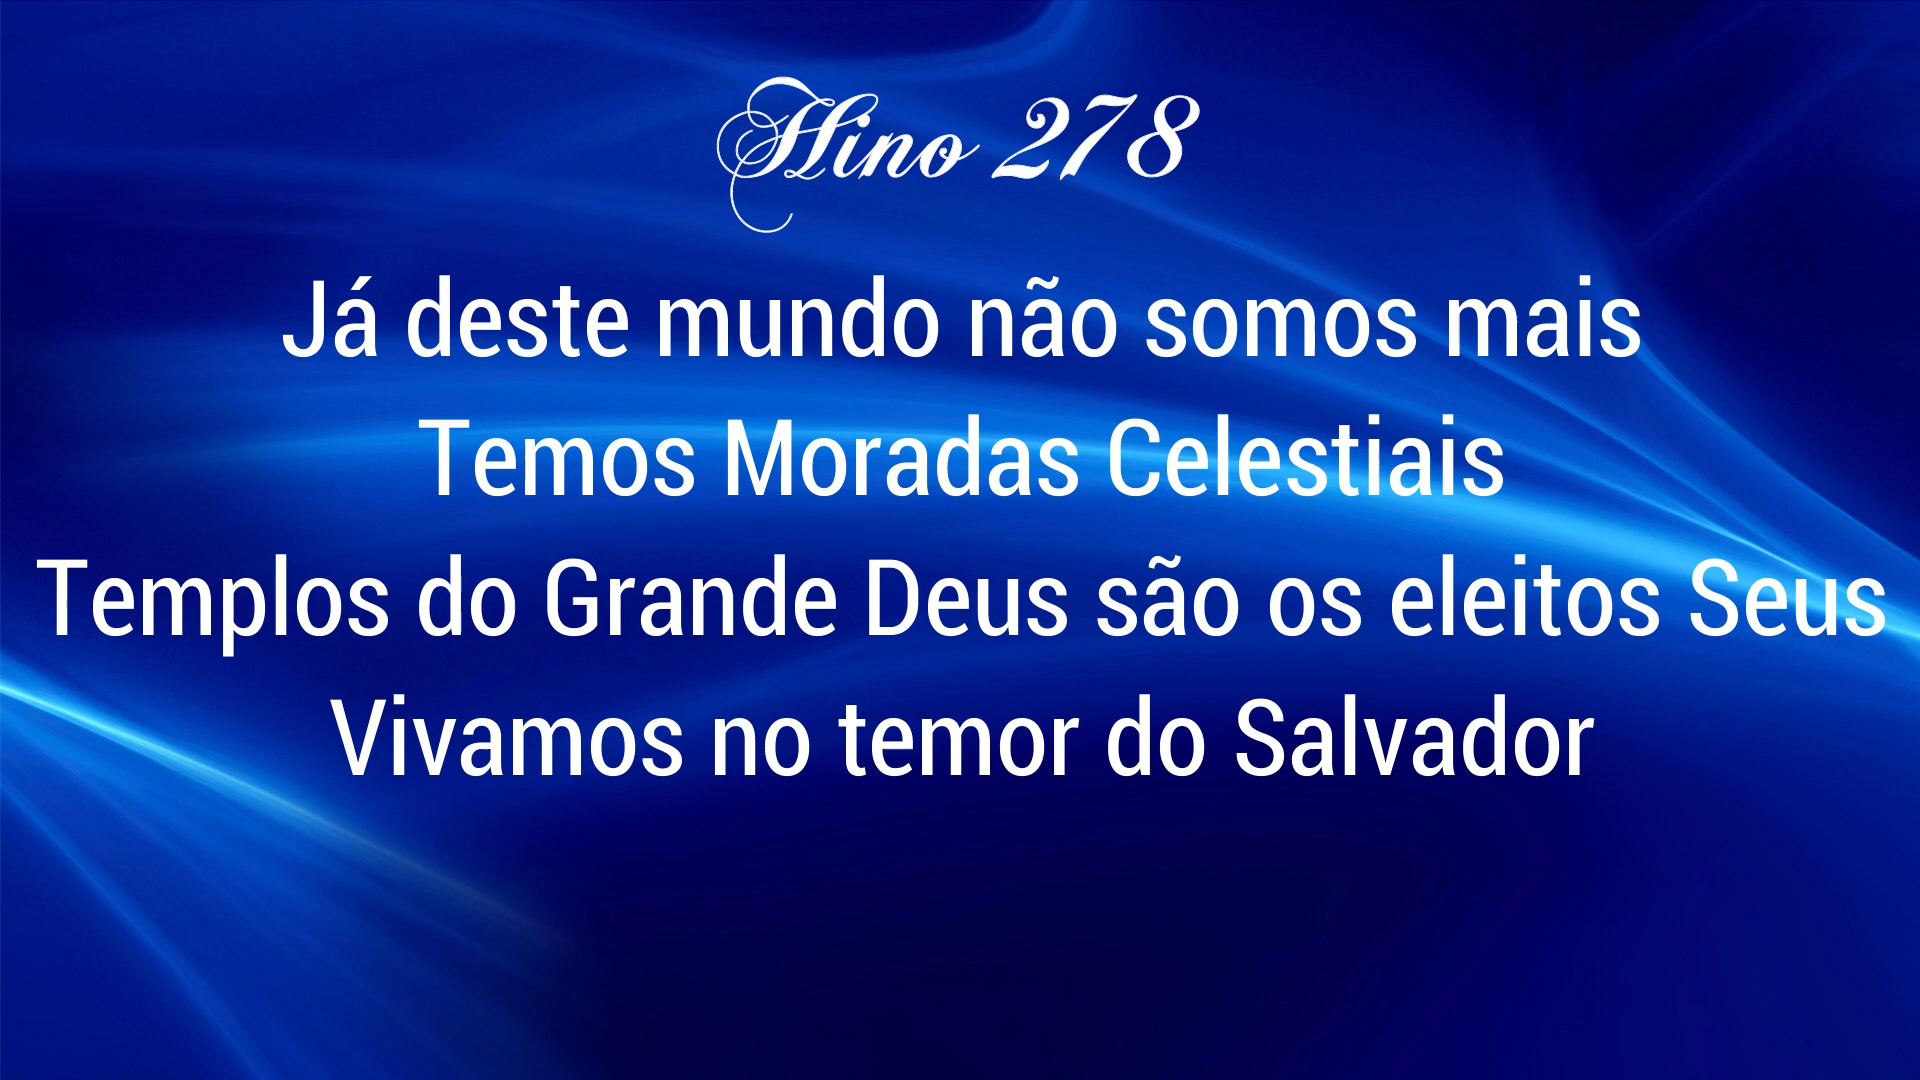 Hino 278
Já deste mundo não somos mais
Temos Moradas Celestiais
Templos do Grande Deus são os eleitos Seus
Vivamos no temor do Salvador